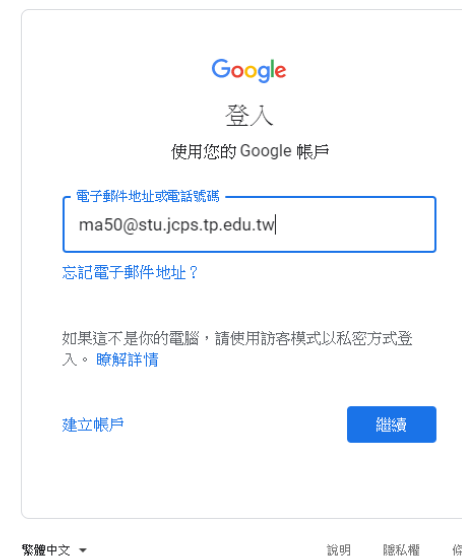 Google
登入
使用您的 Google 帳戶
電子郵件地址或電話號碼
ma50@stu.jcps.tp.edu.tw
忘記電子郵件地址？
如果這不是你的電腦，請使用訪客模式以私密方式登
入。瞭解詳情
建立帳戶
繼續
繁體中文
說明 隱私權